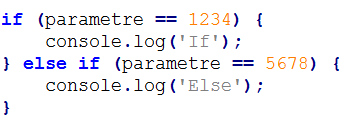 if (parametre == 1234) {
    console.log('If');
} else if (parametre == 5678) {
    console.log('Else');
}